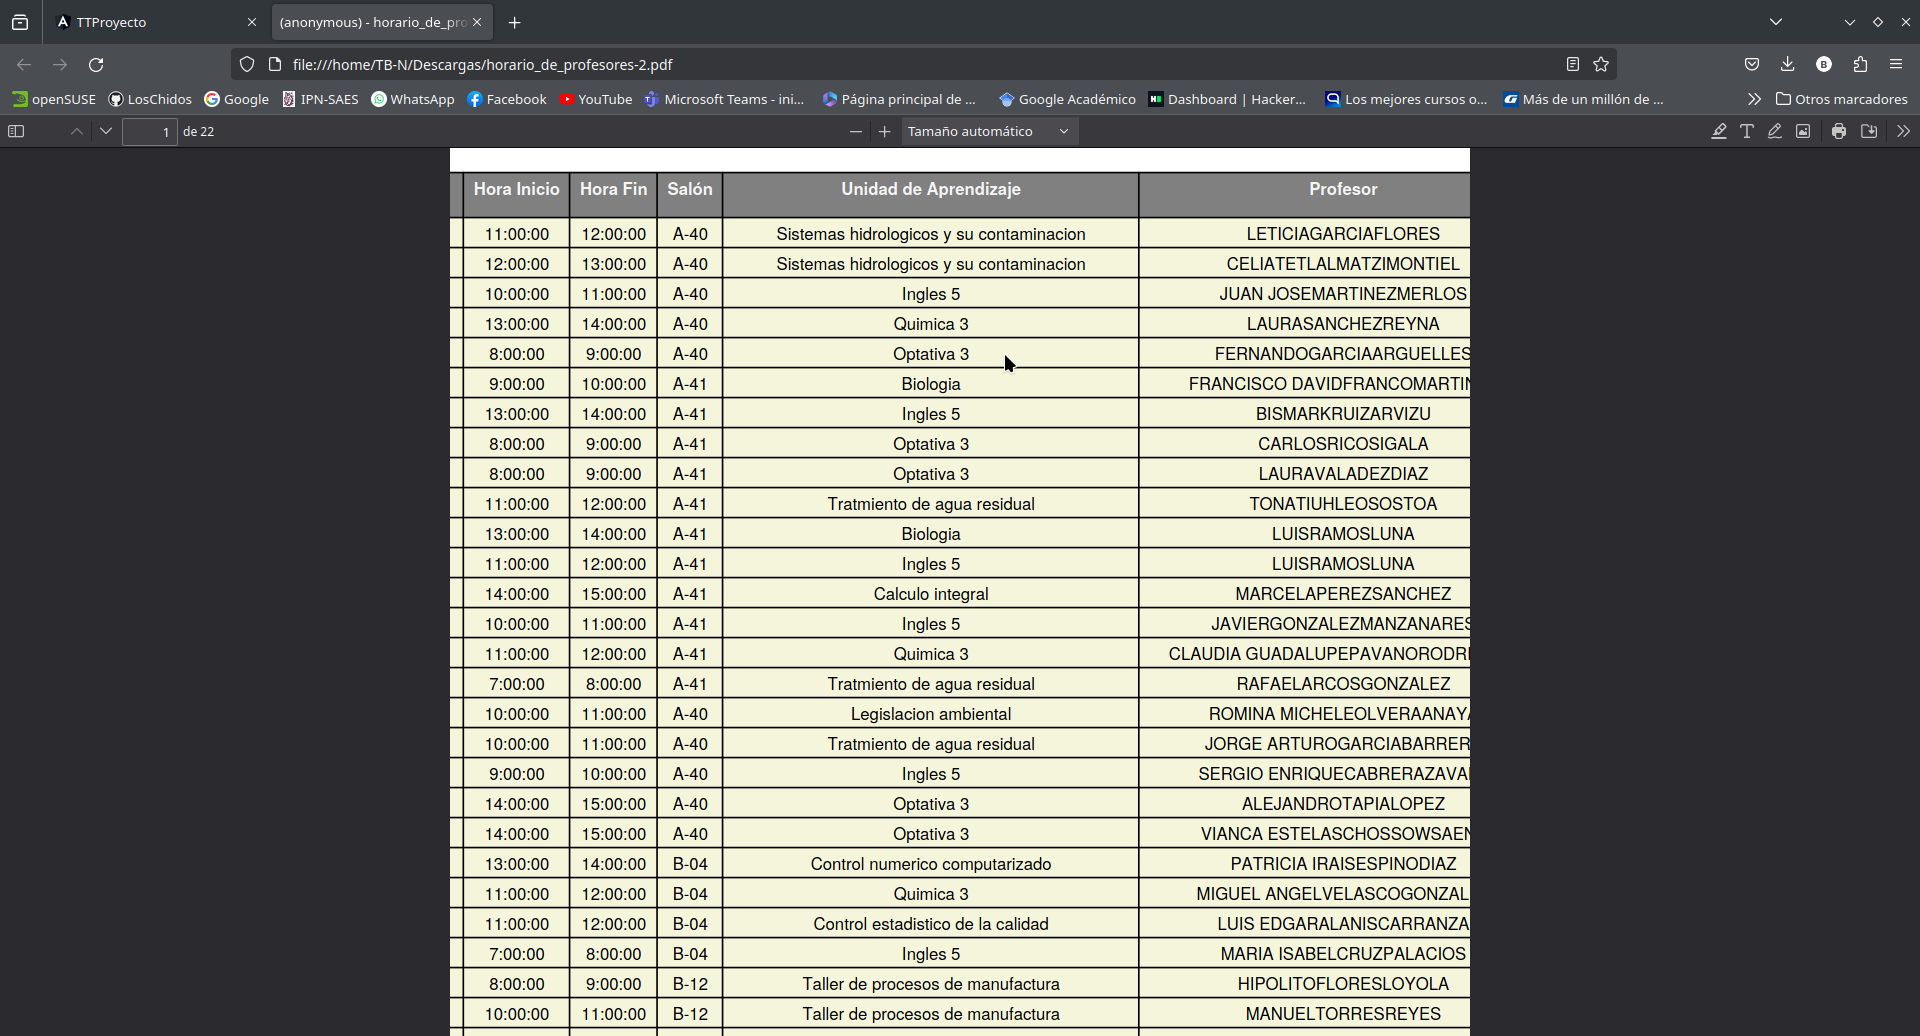 TTProyecto
(anonymous) - horario_de_pro
file:///home/TB-N/Descargas/horario_de_profesores-2.pdf
B
openSUSE LosChidos Google IPN-SAES WhatsApp Facebook YouTube Microsoft Teams - ini... Página principal de ... Google Académico Dashboard | Hacker... Los mejores cursos o... Más de un millón de ... Otros marcadores
1 de 22 Tamaño automático
Hora Inicio Hora Fin Salón Unidad de Aprendizaje Profesor
11:00:00 12:00:00 A-40 Sistemas hidrologicos y su contaminacion LETICIAGARCIAFLORES
12:00:00 13:00:00 A-40 Sistemas hidrologicos y su contaminacion CELIATETLALMATZIMONTIEL
10:00:00 11:00:00 A-40 Ingles 5 JUAN JOSEMARTINEZMERLOS
13:00:00 14:00:00 A-40 Quimica 3 LAURASANCHEZREYNA
8:00:00 9:00:00 A-40 Optativa 3 FERNANDOGARCIAARGUELLES
9:00:00 10:00:00 A-41 Biologia FRANCISCO DAVIDFRANCOMARTIN
13:00:00 14:00:00 A-41 Ingles 5 BISMARKRUIZARVIZU
8:00:00 9:00:00 A-41 Optativa 3 CARLOSRICOSIGALA
8:00:00 9:00:00 A-41 Optativa 3 LAURAVALADEZDIAZ
11:00:00 12:00:00 A-41 Tratmiento de agua residual TONATIUHLEOSOSTOA
13:00:00 14:00:00 A-41 Biologia LUISRAMOSLUNA
11:00:00 12:00:00 A-41 Ingles 5 LUISRAMOSLUNA
14:00:00 15:00:00 A-41 Calculo integral MARCELAPEREZSANCHEZ
10:00:00 11:00:00 A-41 Ingles 5 JAVIERGONZALEZMANZANARES
11:00:00 12:00:00 A-41 Quimica 3 CLAUDIA GUADALUPEPAVANORODRI
7:00:00 8:00:00 A-41 Tratmiento de agua residual RAFAELARCOSGONZALEZ
10:00:00 11:00:00 A-40 Legislacion ambiental ROMINA MICHELEOLVERAANAYA
10:00:00 11:00:00 A-40 Tratmiento de agua residual JORGE ARTUROGARCIABARRER
9:00:00 10:00:00 A-40 Ingles 5 SERGIO ENRIQUECABRERAZAVAL
14:00:00 15:00:00 A-40 Optativa 3 ALEJANDROTAPIALOPEZ
14:00:00 15:00:00 A-40 Optativa 3 VIANCA ESTELASCHOSSOWSAEN
13:00:00 14:00:00 B-04 Control numerico computarizado PATRICIA IRAISESPINODIAZ
11:00:00 12:00:00 B-04 Quimica 3 MIGUEL ANGELVELASCOGONZAL
11:00:00 12:00:00 B-04 Control estadistico de la calidad LUIS EDGARALANISCARRANZA
7:00:00 8:00:00 B-04 Ingles 5 MARIA ISABELCRUZPALACIOS
8:00:00 9:00:00 B-12 Taller de procesos de manufactura HIPOLITOFLORESLOYOLA
10:00:00 11:00:00 B-12 Taller de procesos de manufactura MANUELTORRESREYES